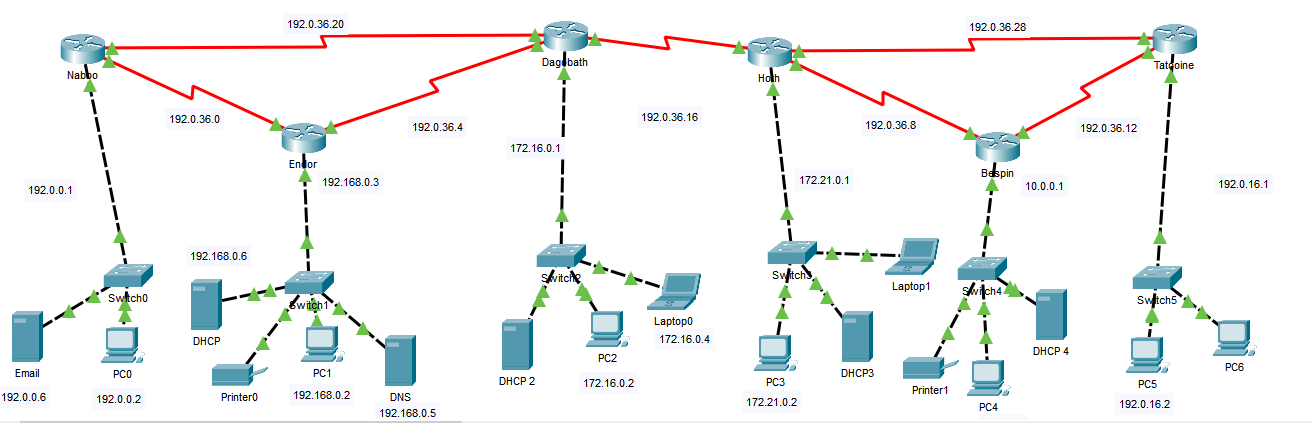 192.0.36.20
192.0.36.28
Naboo
Dagobath
Hoth
Tatooine
192.0.36.0
192.0.36.4
192.0.36.16
192.0.36.8
192.0.36.12
172.16.0.1
Endor
192.168.0.3
Bespin
172.21.0.1
10.0.0.1
192.0.16.1
192.0.0.1
192.168.0.6
Switch0
Switch1
Switch2
Switch3
Switch4
Switch5
Laptop1
Laptop0
172.16.0.4
DHCP
Email
PC0
PC1
DHCP 2
PC2
PC3
DHCP3
DHCP 4
PC5
PC6
Printer0
DNS
Printer1
PC4
192.0.0.6
192.0.0.2
192.168.0.2
192.168.0.5
172.16.0.2
172.21.0.2
192.0.16.2